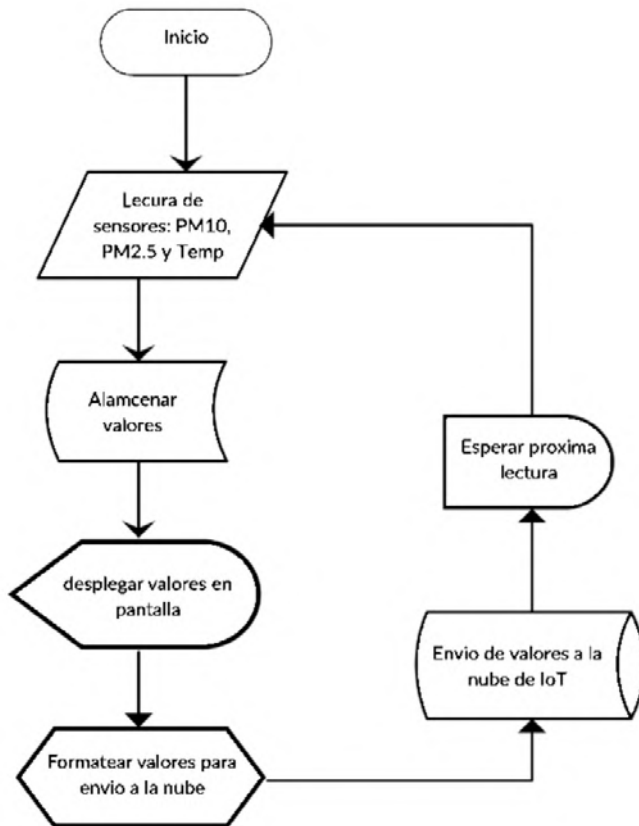 Inicio
Lecura de
sensores: PM10,
PM2.5 y Temp
Alamcenar
valores
desplegar valores en
pantalla
Formatear valores para
envio a la nube
Envio de valores a la
nube de IoT
Esperar proxima
lectura